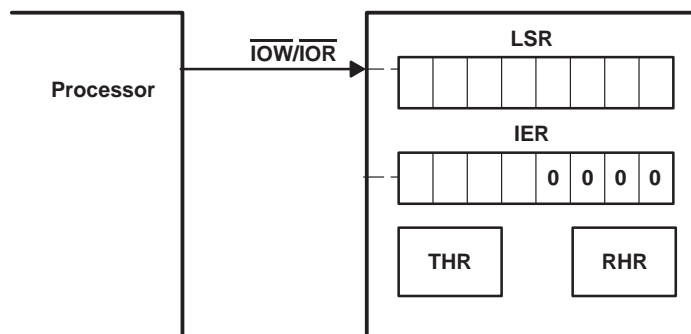 IOW/IOR
LSR
Processor
IER
0 0 0 0
THR
RHR